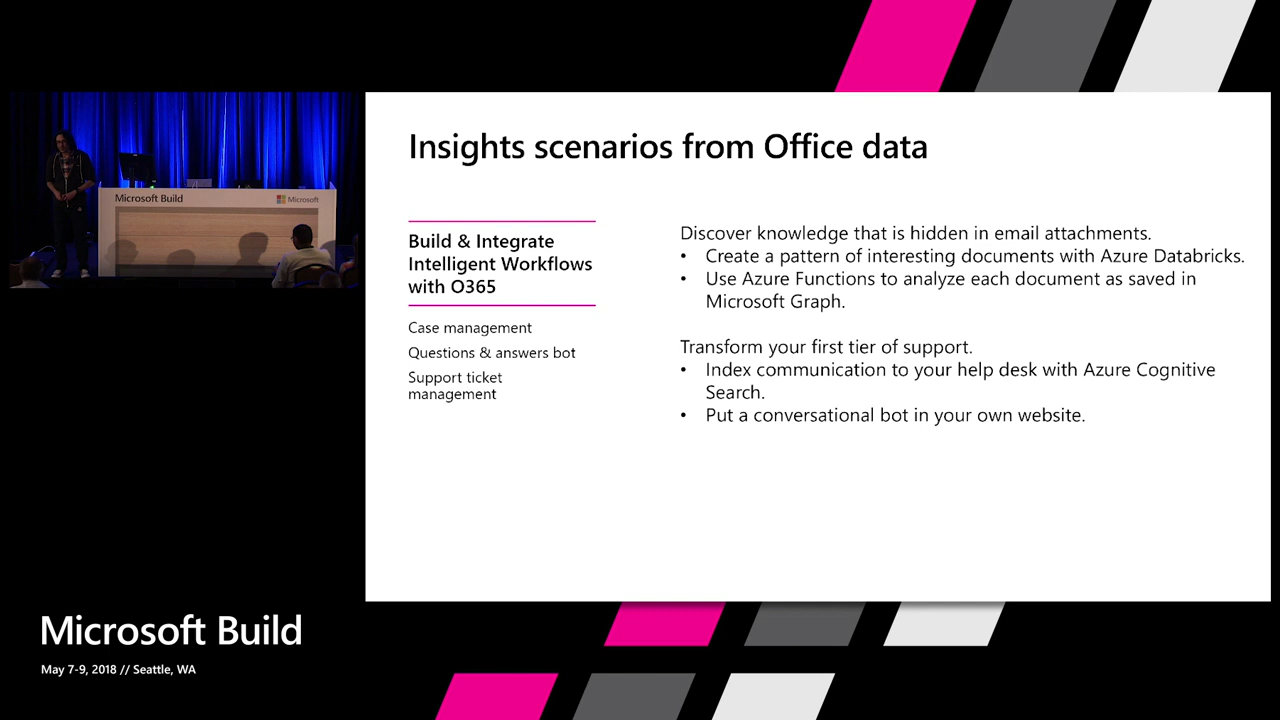 Insights scenarios from Office data
Build & Integrate
Intelligent Workflows
with O365
Case management
Questions & answers bot
Support ticket
management
Discover knowledge that is hidden in email attachments.
• Create a pattern of interesting documents with Azure Databricks.
• Use Azure Functions to analyze each document as saved in
Microsoft Graph.
Transform your first tier of support.
• Index communication to your help desk with Azure Cognitive
Search.
• Put a conversational bot in your own website.
Microsoft Build
Microsoft
Microsoft Build
May 7-9, 2018 // Seattle, WA